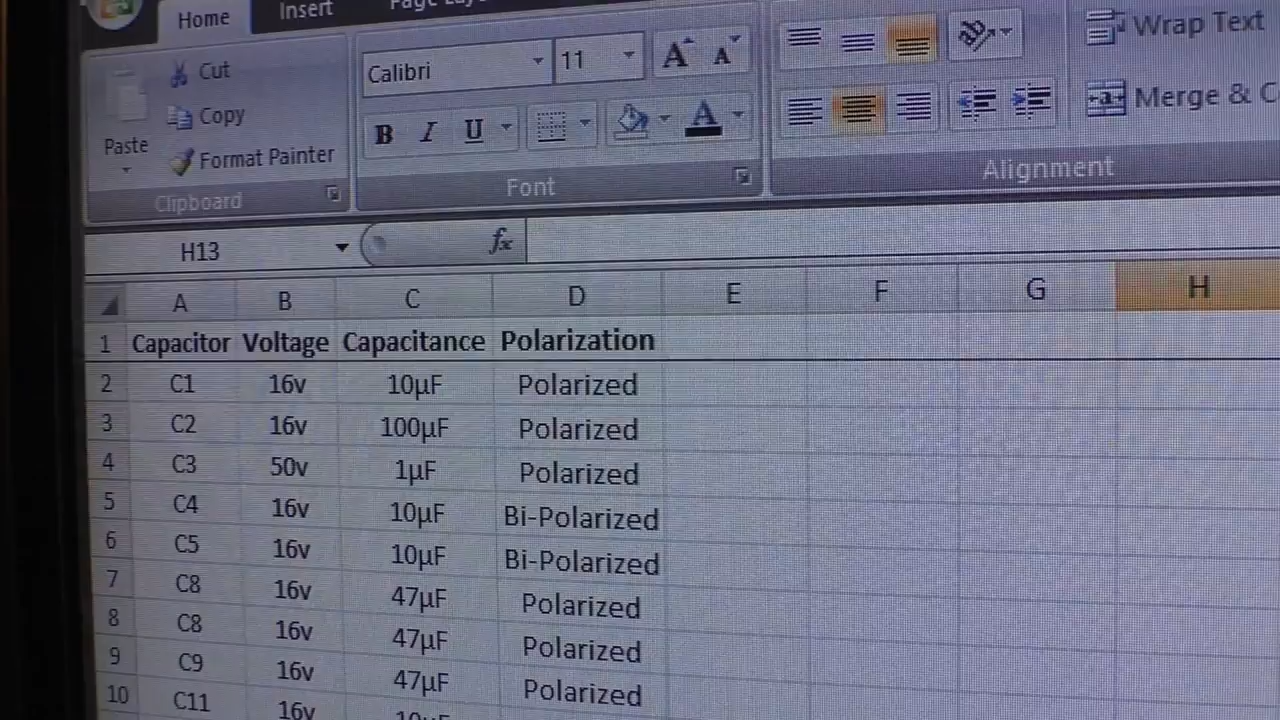 Home Insert Page Lay
Cut
Copy
Format Painter
Paste
Clipboard
Calibri 11 A A
B I U A
Font
Wrap Text
Merge & C
Alignment
H13 fx
A B C D E F G H
1 Capacitor Voltage Capacitance Polarization
2 C1 16v 10µF Polarized
3 C2 16v 100µF Polarized
4 C3 50v 1µF Polarized
5 C4 16v 10µF Bi-Polarized
6 C5 16v 10µF Bi-Polarized
7 C8 16v 47µF Polarized
8 C8 16v 47µF Polarized
9 C9 16v 47µF Polarized
10 C11 16v 10µF